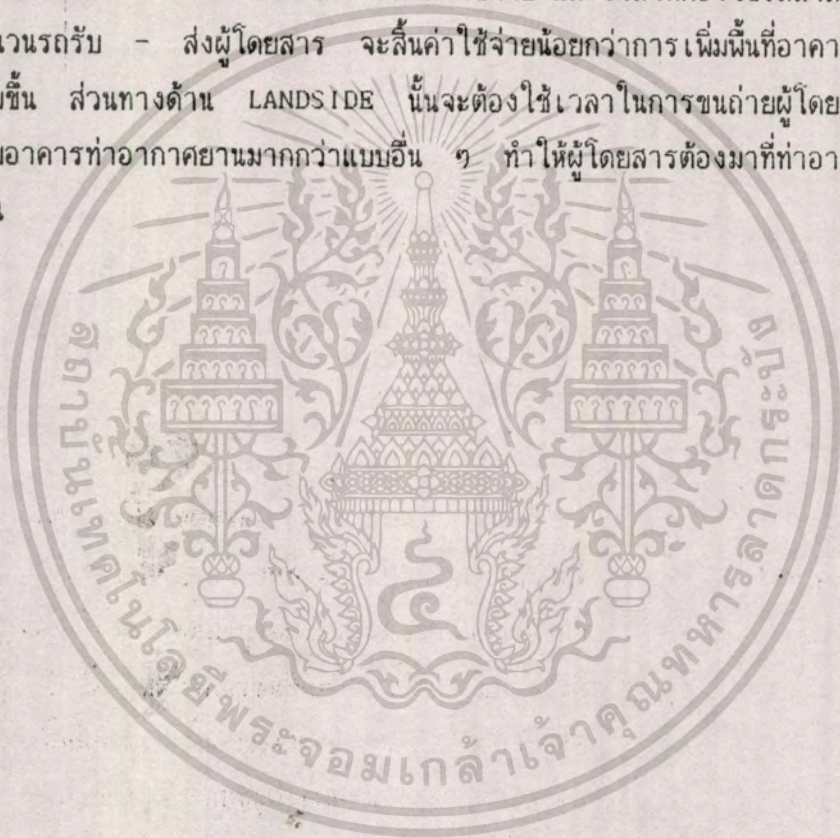 นวนรถรับ - ส่งผู้โดยสาร จะสิ้นค่าใช้จ่ายน้อยกว่าการเพิ่มพื้นที่อาคา
ขึ้น ส่วนทางด้าน LANDSIDE นั้นจะต้องใช้เวลาในการขนถ่ายผู้โดย
อาคารท่าอากาศยานมากกว่าแบบอื่น ๆ ทำให้ผู้โดยสารต้องมาที่ท่าอา
สถาบันเทคโนโลยีพระจอมเกล้าเจ้าคุณทหารลาดกระบัง